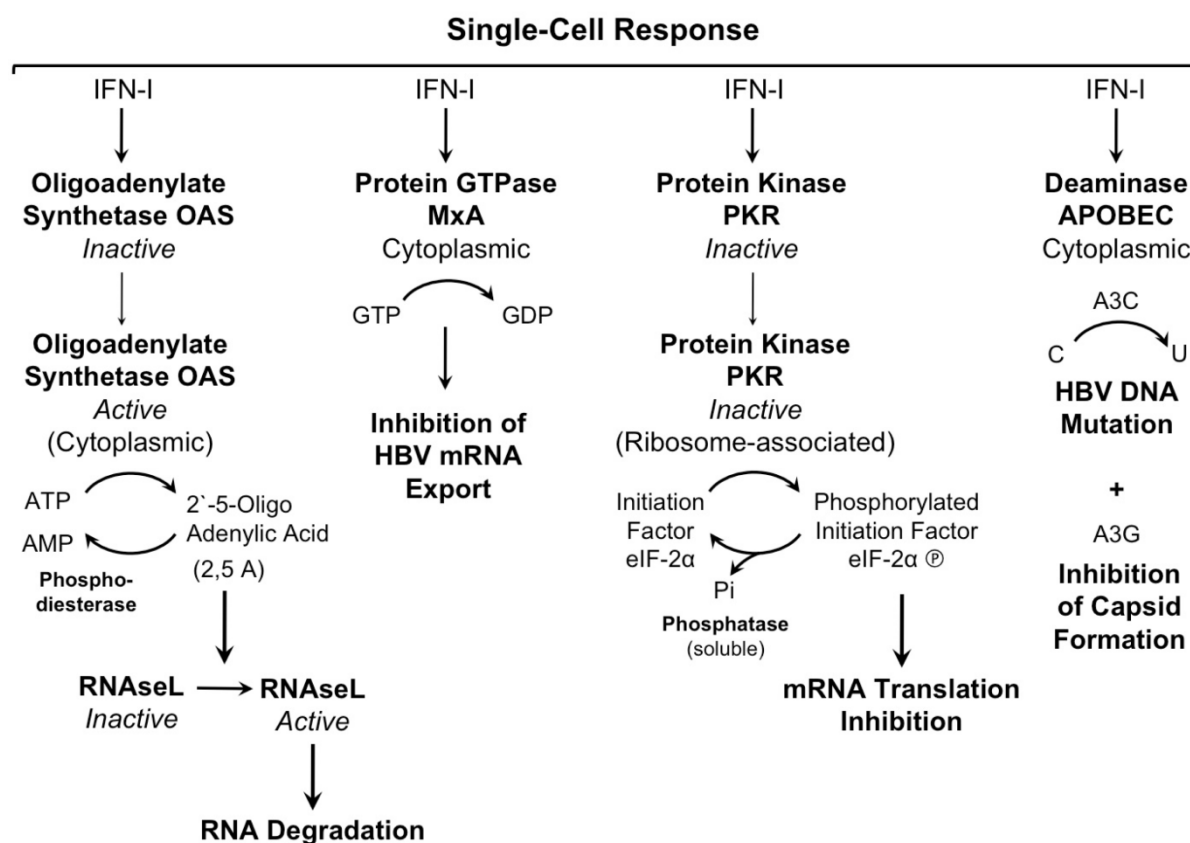 Single-Cell Response
IFN-I
Oligoadenylate
Synthetase OAS
Inactive
Oligoadenylate
Synthetase OAS
Active
(Cytoplasmic)
ATP
2`-5-Oligo
Adenylic Acid
(2,5 A)
AMP
Phospho-
diesterase
RNAseL
Inactive
RNAseL
Active
RNA Degradation
IFN-I
Protein GTPase
MxA
Cytoplasmic
GTP
GDP
Inhibition of
HBV mRNA
Export
IFN-I
Protein Kinase
PKR
Inactive
Protein Kinase
PKR
Inactive
(Ribosome-associated)
Initiation
Factor
eIF-2α
Phosphorylated
Initiation Factor
eIF-2α Ⓟ
Pi
Phosphatase
(soluble)
mRNA Translation
Inhibition
IFN-I
Deaminase
APOBEC
Cytoplasmic
A3C
C
U
HBV DNA
Mutation
+
A3G
Inhibition
of Capsid
Formation